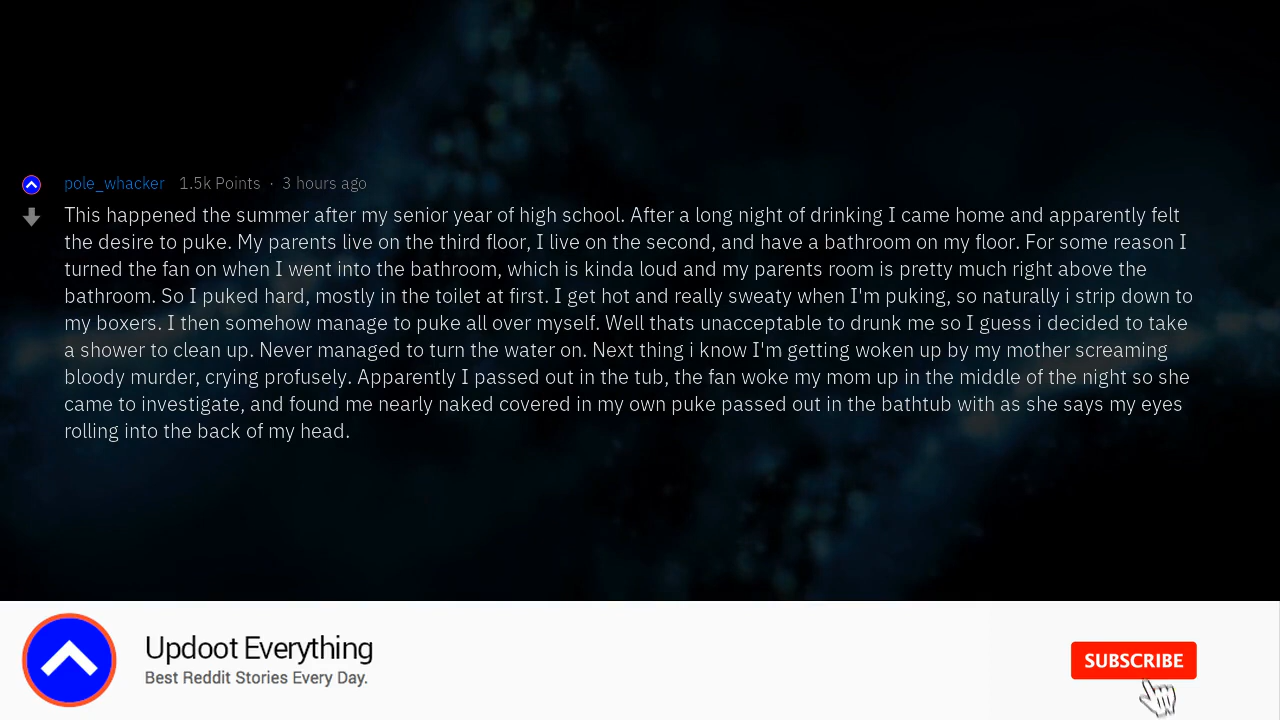 pole_whacker 1.5k Points · 3 hours ago
This happened the summer after my senior year of high school. After a long night of drinking I came home and apparently felt
the desire to puke. My parents live on the third floor, I live on the second, and have a bathroom on my floor. For some reason I
turned the fan on when I went into the bathroom, which is kinda loud and my parents room is pretty much right above the
bathroom. So I puked hard, mostly in the toilet at first. I get hot and really sweaty when I'm puking, so naturally i strip down to
my boxers. I then somehow manage to puke all over myself. Well thats unacceptable to drunk me so I guess i decided to take
a shower to clean up. Never managed to turn the water on. Next thing i know I'm getting woken up by my mother screaming
bloody murder, crying profusely. Apparently I passed out in the tub, the fan woke my mom up in the middle of the night so she
came to investigate, and found me nearly naked covered in my own puke passed out in the bathtub with as she says my eyes
rolling into the back of my head.
Updoot Everything
Best Reddit Stories Every Day.
SUBSCRIBE